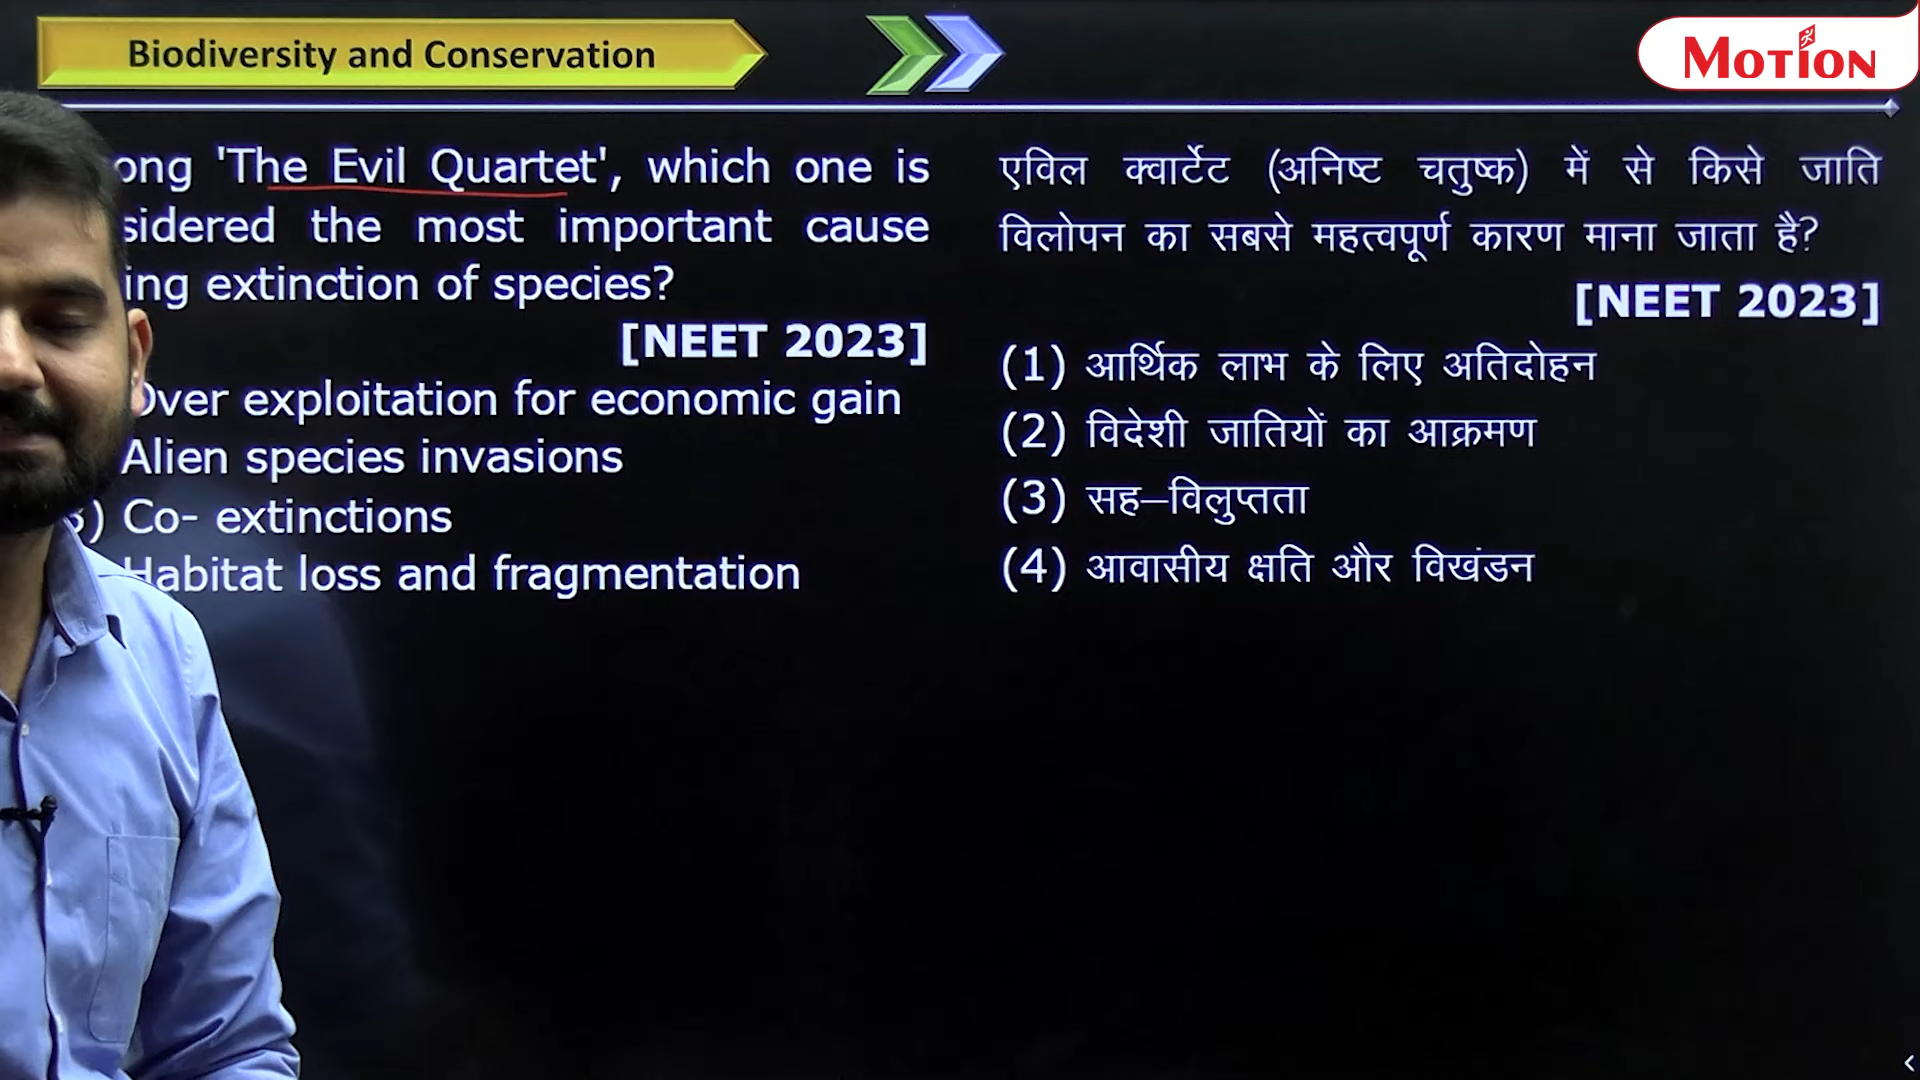 Biodiversity and Conservation
MOTION
'The Evil Quartet', which one is
the most important cause
extinction of species?
[NEET 2023]
Over exploitation for economic gain
Alien species invasions
3) Co- extinctions
Habitat loss and fragmentation
एविल क्वार्टेट (अनिष्ट चतुष्क) में से किसे जाति
विलोपन का सबसे महत्वपूर्ण कारण माना जाता है?
[NEET 2023]
(1) आर्थिक लाभ के लिए अतिदोहन
(2) विदेशी जातियों का आक्रमण
(3) सह–विलुप्तता
(4) आवासीय क्षति और विखंडन